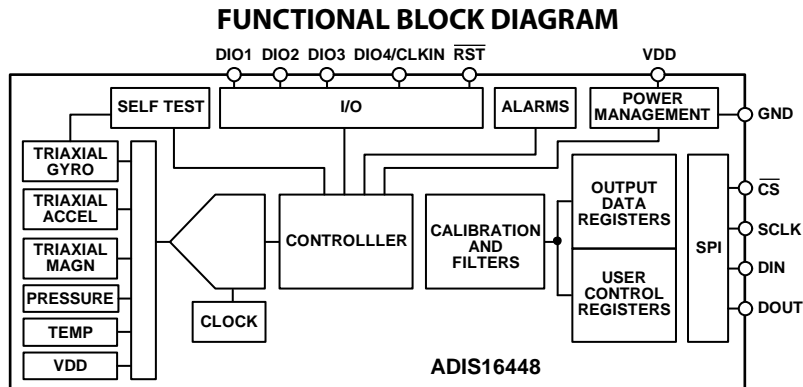 FUNCTIONAL BLOCK DIAGRAM
DIO1 DIO2 DIO3 DIO4/CLKIN RST VDD
SELF TEST
I/O
ALARMS
POWER
MANAGEMENT
GND
TRIAXIAL
GYRO
TRIAXIAL
ACCEL
TRIAXIAL
MAGN
PRESSURE
TEMP
VDD
CLOCK
CONTROLLLER
CALIBRATION
AND
FILTERS
OUTPUT
DATA
REGISTERS
USER
CONTROL
REGISTERS
SPI
CS
SCLK
DIN
DOUT
ADIS16448